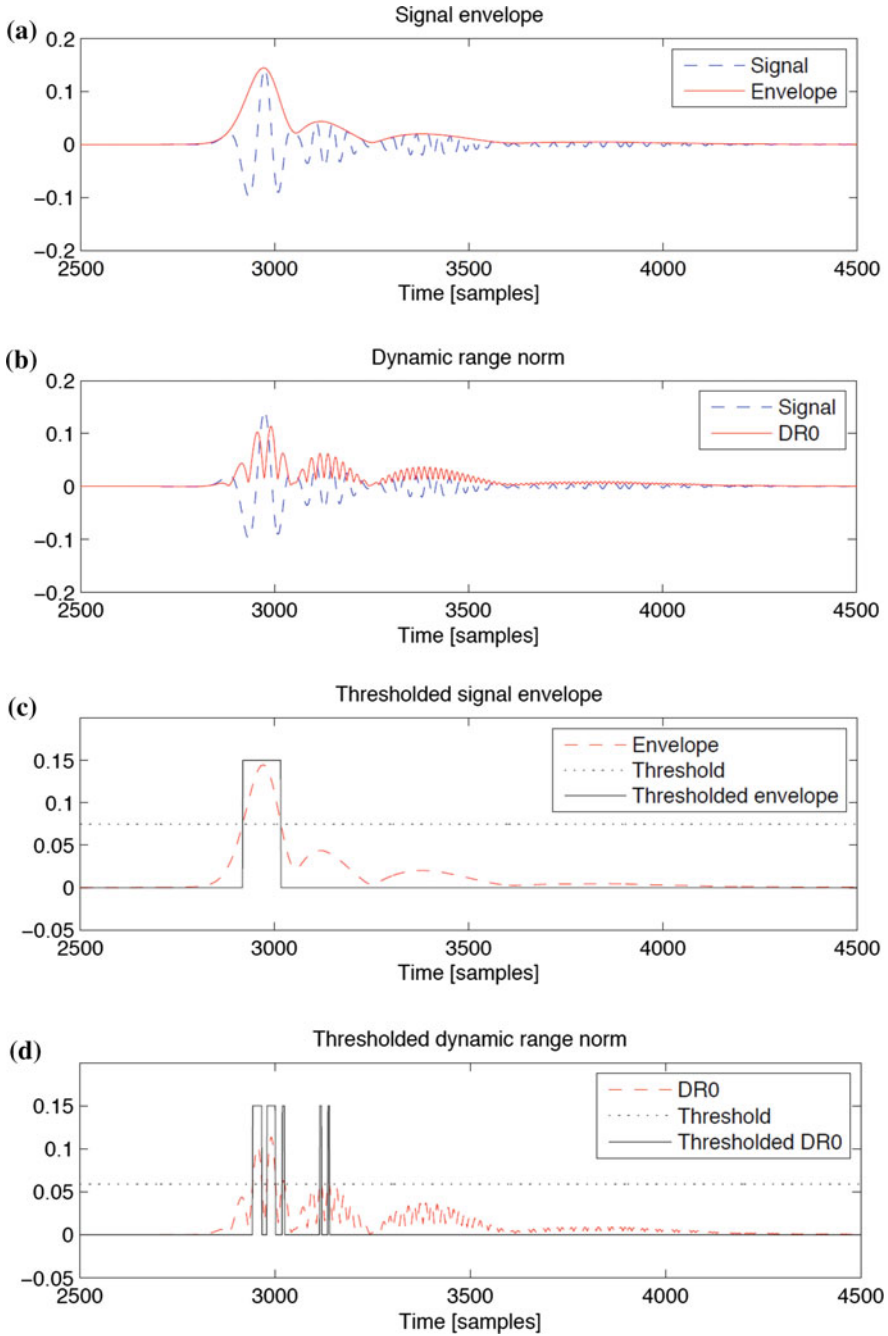 (a)
Signal envelope
0.2
0.1
0
−0.1
−0.2
Signal
Envelope
2500 3000 3500 4000 4500
Time [samples]
(b)
Dynamic range norm
0.2
0.1
0
−0.1
−0.2
Signal
DR0
2500 3000 3500 4000 4500
Time [samples]
(c)
Thresholded signal envelope
0.15
0.1
0.05
0
−0.05
Envelope
Threshold
Thresholded envelope
2500 3000 3500 4000 4500
Time [samples]
(d)
Thresholded dynamic range norm
0.15
0.1
0.05
0
−0.05
DR0
Threshold
Thresholded DR0
2500 3000 3500 4000 4500
Time [samples]